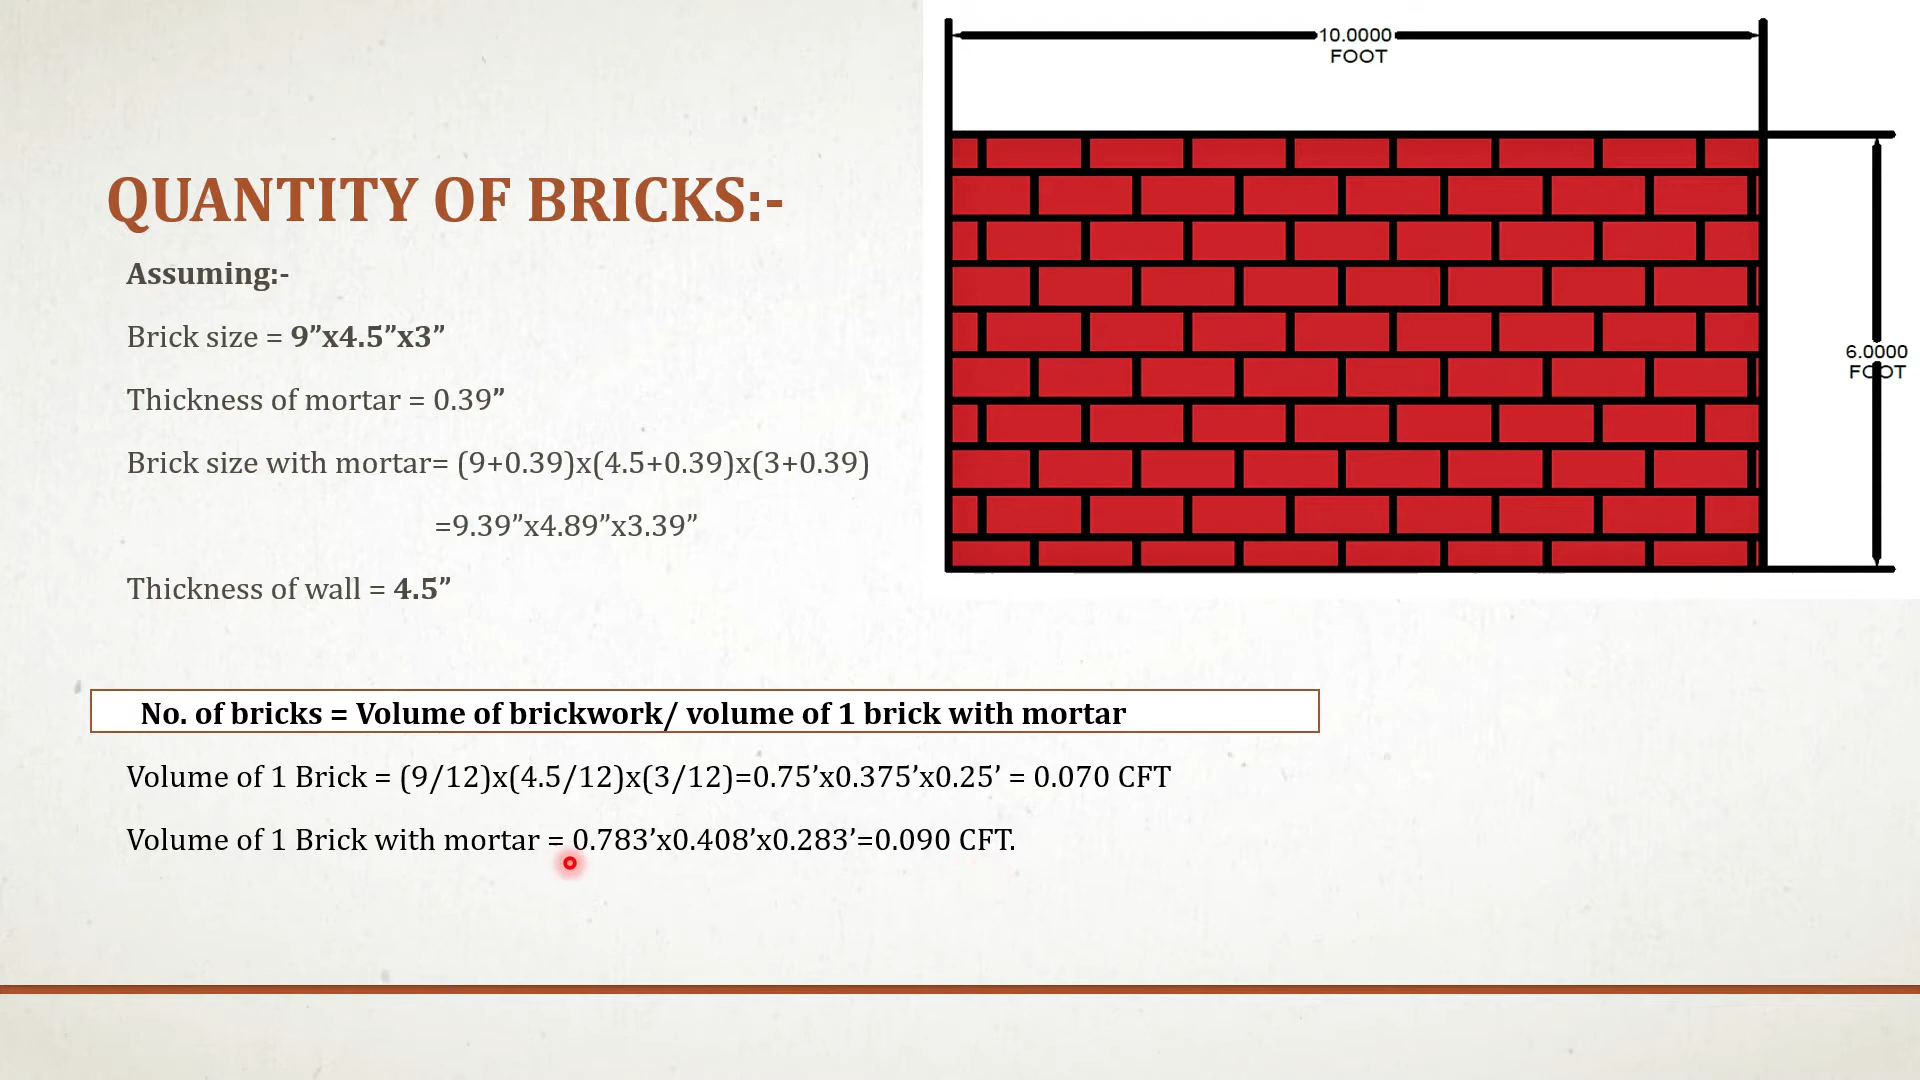 10.0000
FOOT
QUANTITY OF BRICKS:-
Assuming:-
Brick size = 9”x4.5”x3”
Thickness of mortar = 0.39”
6.0000
FOOT
Brick size with mortar= (9+0.39)x(4.5+0.39)x(3+0.39)
=9.39”x4.89”x3.39”
Thickness of wall = 4.5”
No. of bricks = Volume of brickwork/ volume of 1 brick with mortar
Volume of 1 Brick = (9/12)x(4.5/12)x(3/12)=0.75’x0.375’x0.25’ = 0.070 CFT
Volume of 1 Brick with mortar = 0.783’x0.408’x0.283’=0.090 CFT.